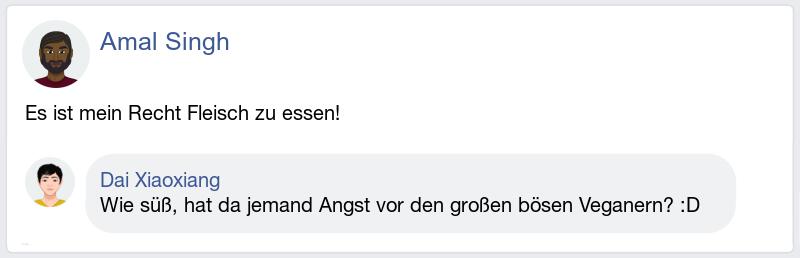 Amal Singh
Es ist mein Recht Fleisch zu essen!
Dai Xiaoxiang
Wie süß, hat da jemand Angst vor den großen bösen Veganern? :D